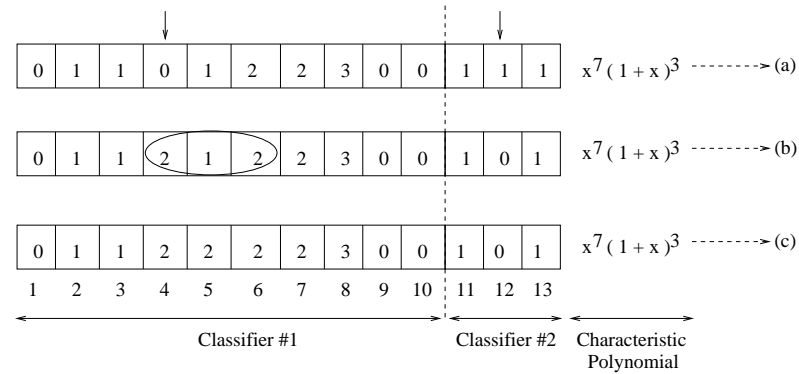 0 1 1 0 1 2 2 3 0 0 1 1 1 x^7 ( 1 + x )^3 (a)
0 1 1 2 1 2 2 3 0 0 1 0 1 x^7 ( 1 + x )^3 (b)
0 1 1 2 2 2 2 3 0 0 1 0 1 x^7 ( 1 + x )^3 (c)
1 2 3 4 5 6 7 8 9 10 11 12 13
Classifier #1 Classifier #2 Characteristic
Polynomial